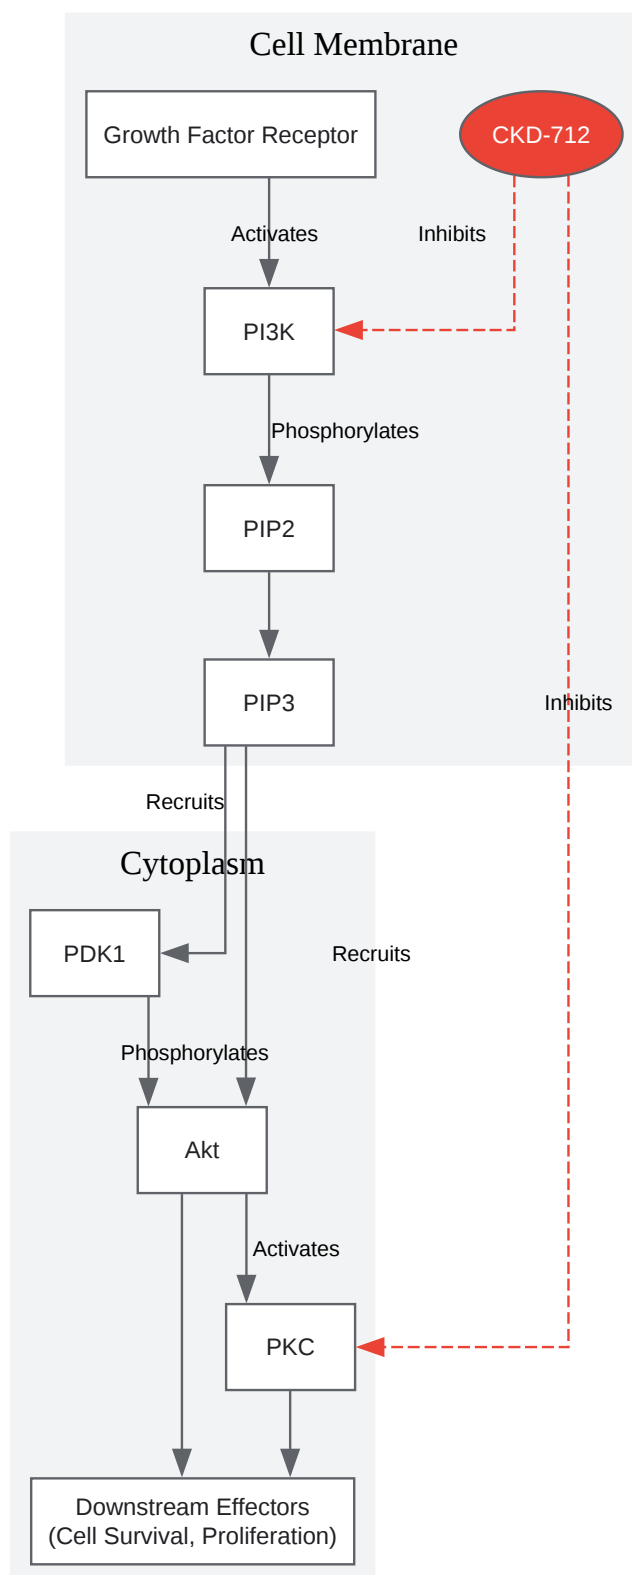 Cell Membrane
Growth Factor Receptor
CKD-712
Activates
Inhibits
PI3K
Phosphorylates
PIP2
PIP3
Inhibits
Recruits
Cytoplasm
PDK1
Recruits
Phosphorylates
Akt
Activates
PKC
Downstream Effectors
(Cell Survival, Proliferation)